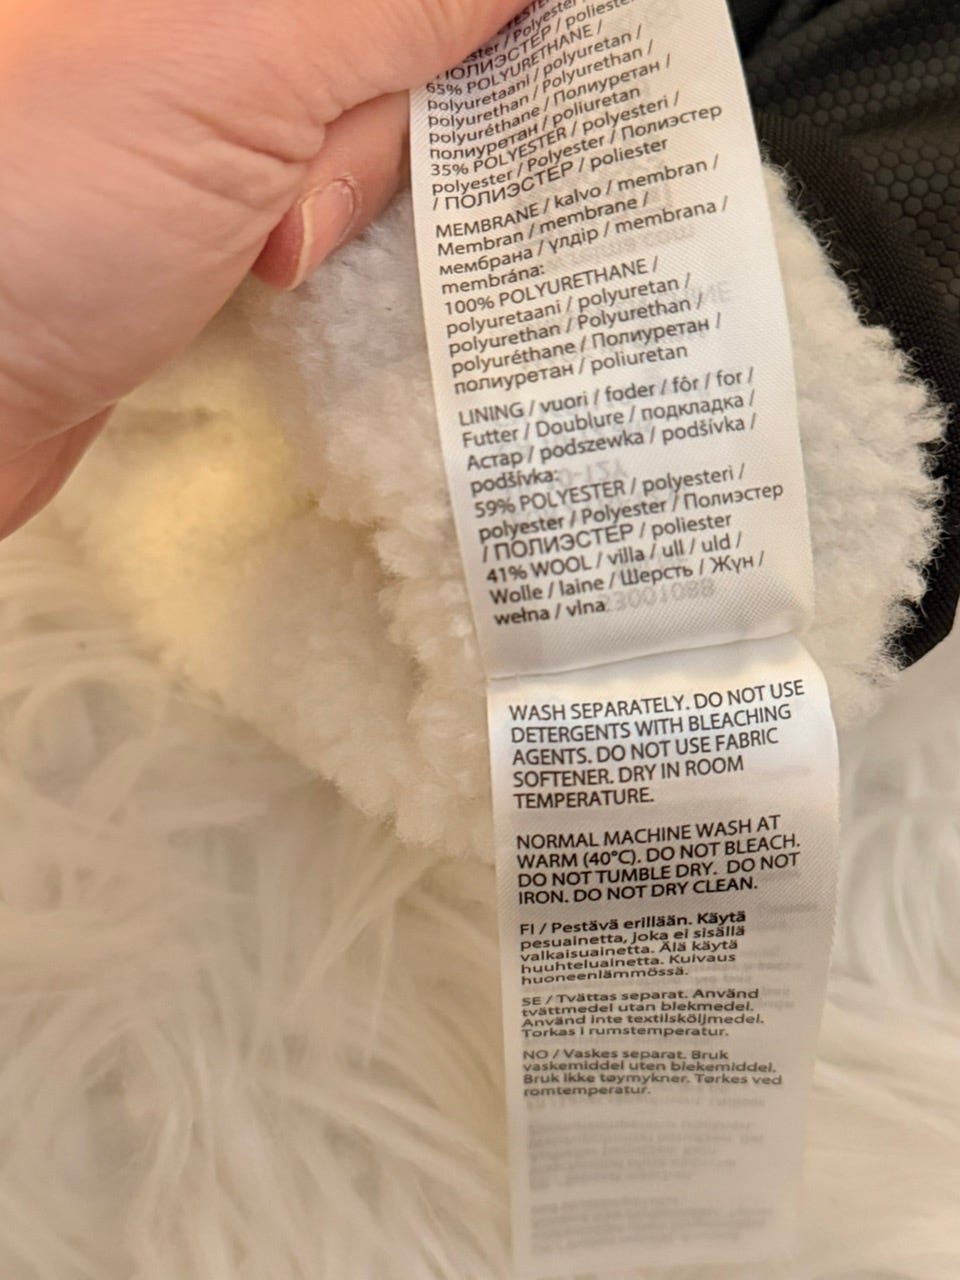 polyester / Polyester
ПОЛИЭСТЕР / poliester
65% POLYURETHANE /
polyuretaani / polyuretan /
polyurethan / Polyurethan /
polyuréthane / Полиуретан /
полиуретан / poliuretan
35% POLYESTER / polyesteri /
polyester / Polyester / Полиэстер
/ ПОЛИЭСТЕР / poliester
MEMBRANE / kalvo / membran /
Membran / membrane /
мембрана / үлдір / membrana /
membrána:
100% POLYURETHANE /
polyuretaani / polyuretan /
polyurethan / Polyurethan /
polyuréthane / Полиуретан /
полиуретан / poliuretan
LINING / vuori / foder / fôr / for /
Futter / Doublure / подкладка /
Астар / podszewka / podšívka /
podšívka:
59% POLYESTER / polyesteri /
polyester / Polyester / Полиэстер
/ ПОЛИЭСТЕР / poliester
41% WOOL / villa / ull / uld /
Wolle / laine / Шерсть / Жүн /
wełna / vlna
WASH SEPARATELY. DO NOT USE
DETERGENTS WITH BLEACHING
AGENTS. DO NOT USE FABRIC
SOFTENER. DRY IN ROOM
TEMPERATURE.
NORMAL MACHINE WASH AT
WARM (40°C). DO NOT BLEACH.
DO NOT TUMBLE DRY. DO NOT
IRON. DO NOT DRY CLEAN.
FI / Pestävä erillään. Käytä
pesuainetta, joka ei sisällä
valkaisuainetta. Älä käytä
huuhteluainetta. Kuivaus
huoneenlämmössä.
SE / Tvättas separat. Använd
tvättmedel utan blekmedel.
Använd inte textilsköljmedel.
Torkas i rumstemperatur.
NO / Vaskes separat. Bruk
vaskemiddel uten blekemiddel.
Bruk ikke tøymykner. Tørkes ved
romtemperatur.